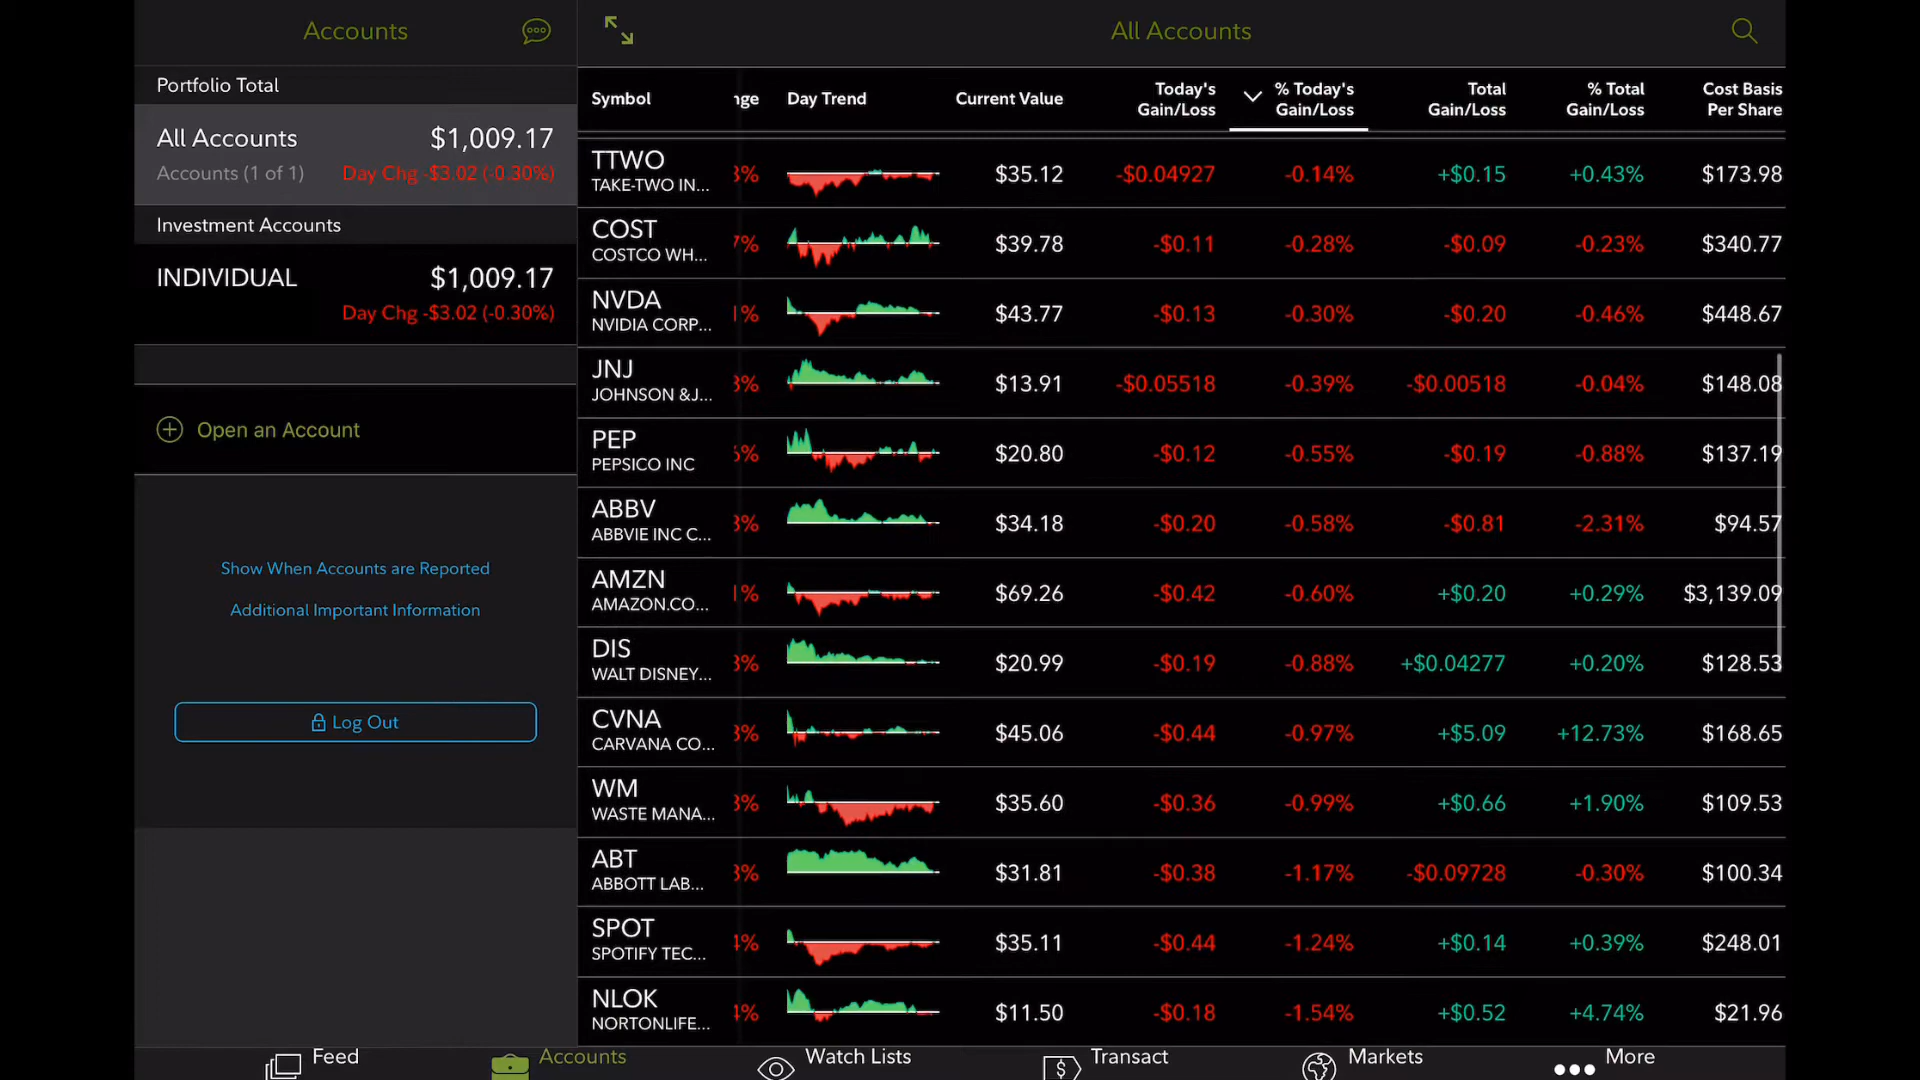 Accounts
All Accounts
Portfolio Total
All Accounts $1,009.17
Accounts (1 of 1) Day Chg -$3.02 (-0.30%)
Investment Accounts
INDIVIDUAL $1,009.17
Day Chg -$3.02 (-0.30%)
Open an Account
Show When Accounts are Reported
Additional Important Information
Log Out
Symbol nge Day Trend Current Value Today's Gain/Loss % Today's Gain/Loss Total Gain/Loss % Total Gain/Loss Cost Basis Per Share
TTWO
TAKE-TWO IN... 3% $35.12 -$0.04927 -0.14% +$0.15 +0.43% $173.98
COST
COSTCO WH... 7% $39.78 -$0.11 -0.28% -$0.09 -0.23% $340.77
NVDA
NVIDIA CORP... 1% $43.77 -$0.13 -0.30% -$0.20 -0.46% $448.67
JNJ
JOHNSON &J... 3% $13.91 -$0.05518 -0.39% -$0.00518 -0.04% $148.08
PEP
PEPSICO INC $20.80 -$0.12 -0.55% -$0.19 -0.88% $137.19
ABBV
ABBVIE INC C... 3% $34.18 -$0.20 -0.58% -$0.81 -2.31% $94.57
AMZN
AMAZON.CO... 1% $69.26 -$0.42 -0.60% +$0.20 +0.29% $3,139.09
DIS
WALT DISNEY... 3% $20.99 -$0.19 -0.88% +$0.04277 +0.20% $128.53
CVNA
CARVANA CO... 3% $45.06 -$0.44 -0.97% +$5.09 +12.73% $168.65
WM
WASTE MANA... 3% $35.60 -$0.36 -0.99% +$0.66 +1.90% $109.53
ABT
ABBOTT LAB... 3% $31.81 -$0.38 -1.17% -$0.09728 -0.30% $100.34
SPOT
SPOTIFY TEC... 4% $35.11 -$0.44 -1.24% +$0.14 +0.39% $248.01
NLOK
NORTONLIFE... 4% $11.50 -$0.18 -1.54% +$0.52 +4.74% $21.96
Feed Accounts Watch Lists Transact Markets More